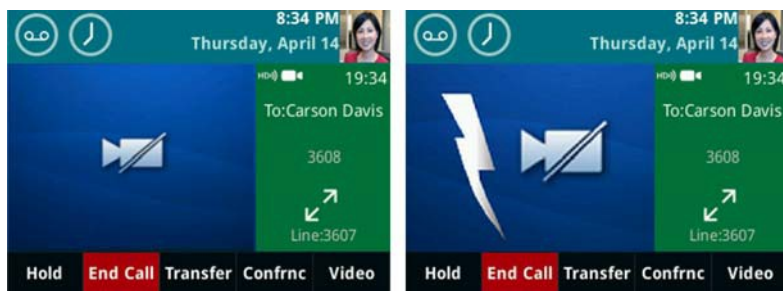 8:34 PM
Thursday, April 14
HD
19:34
To:Carson Davis
3608
Line:3607
Hold End Call Transfer Confrnc Video
8:34 PM
Thursday, April 14
HD
19:34
To:Carson Davis
3608
Line:3607
Hold End Call Transfer Confrnc Video